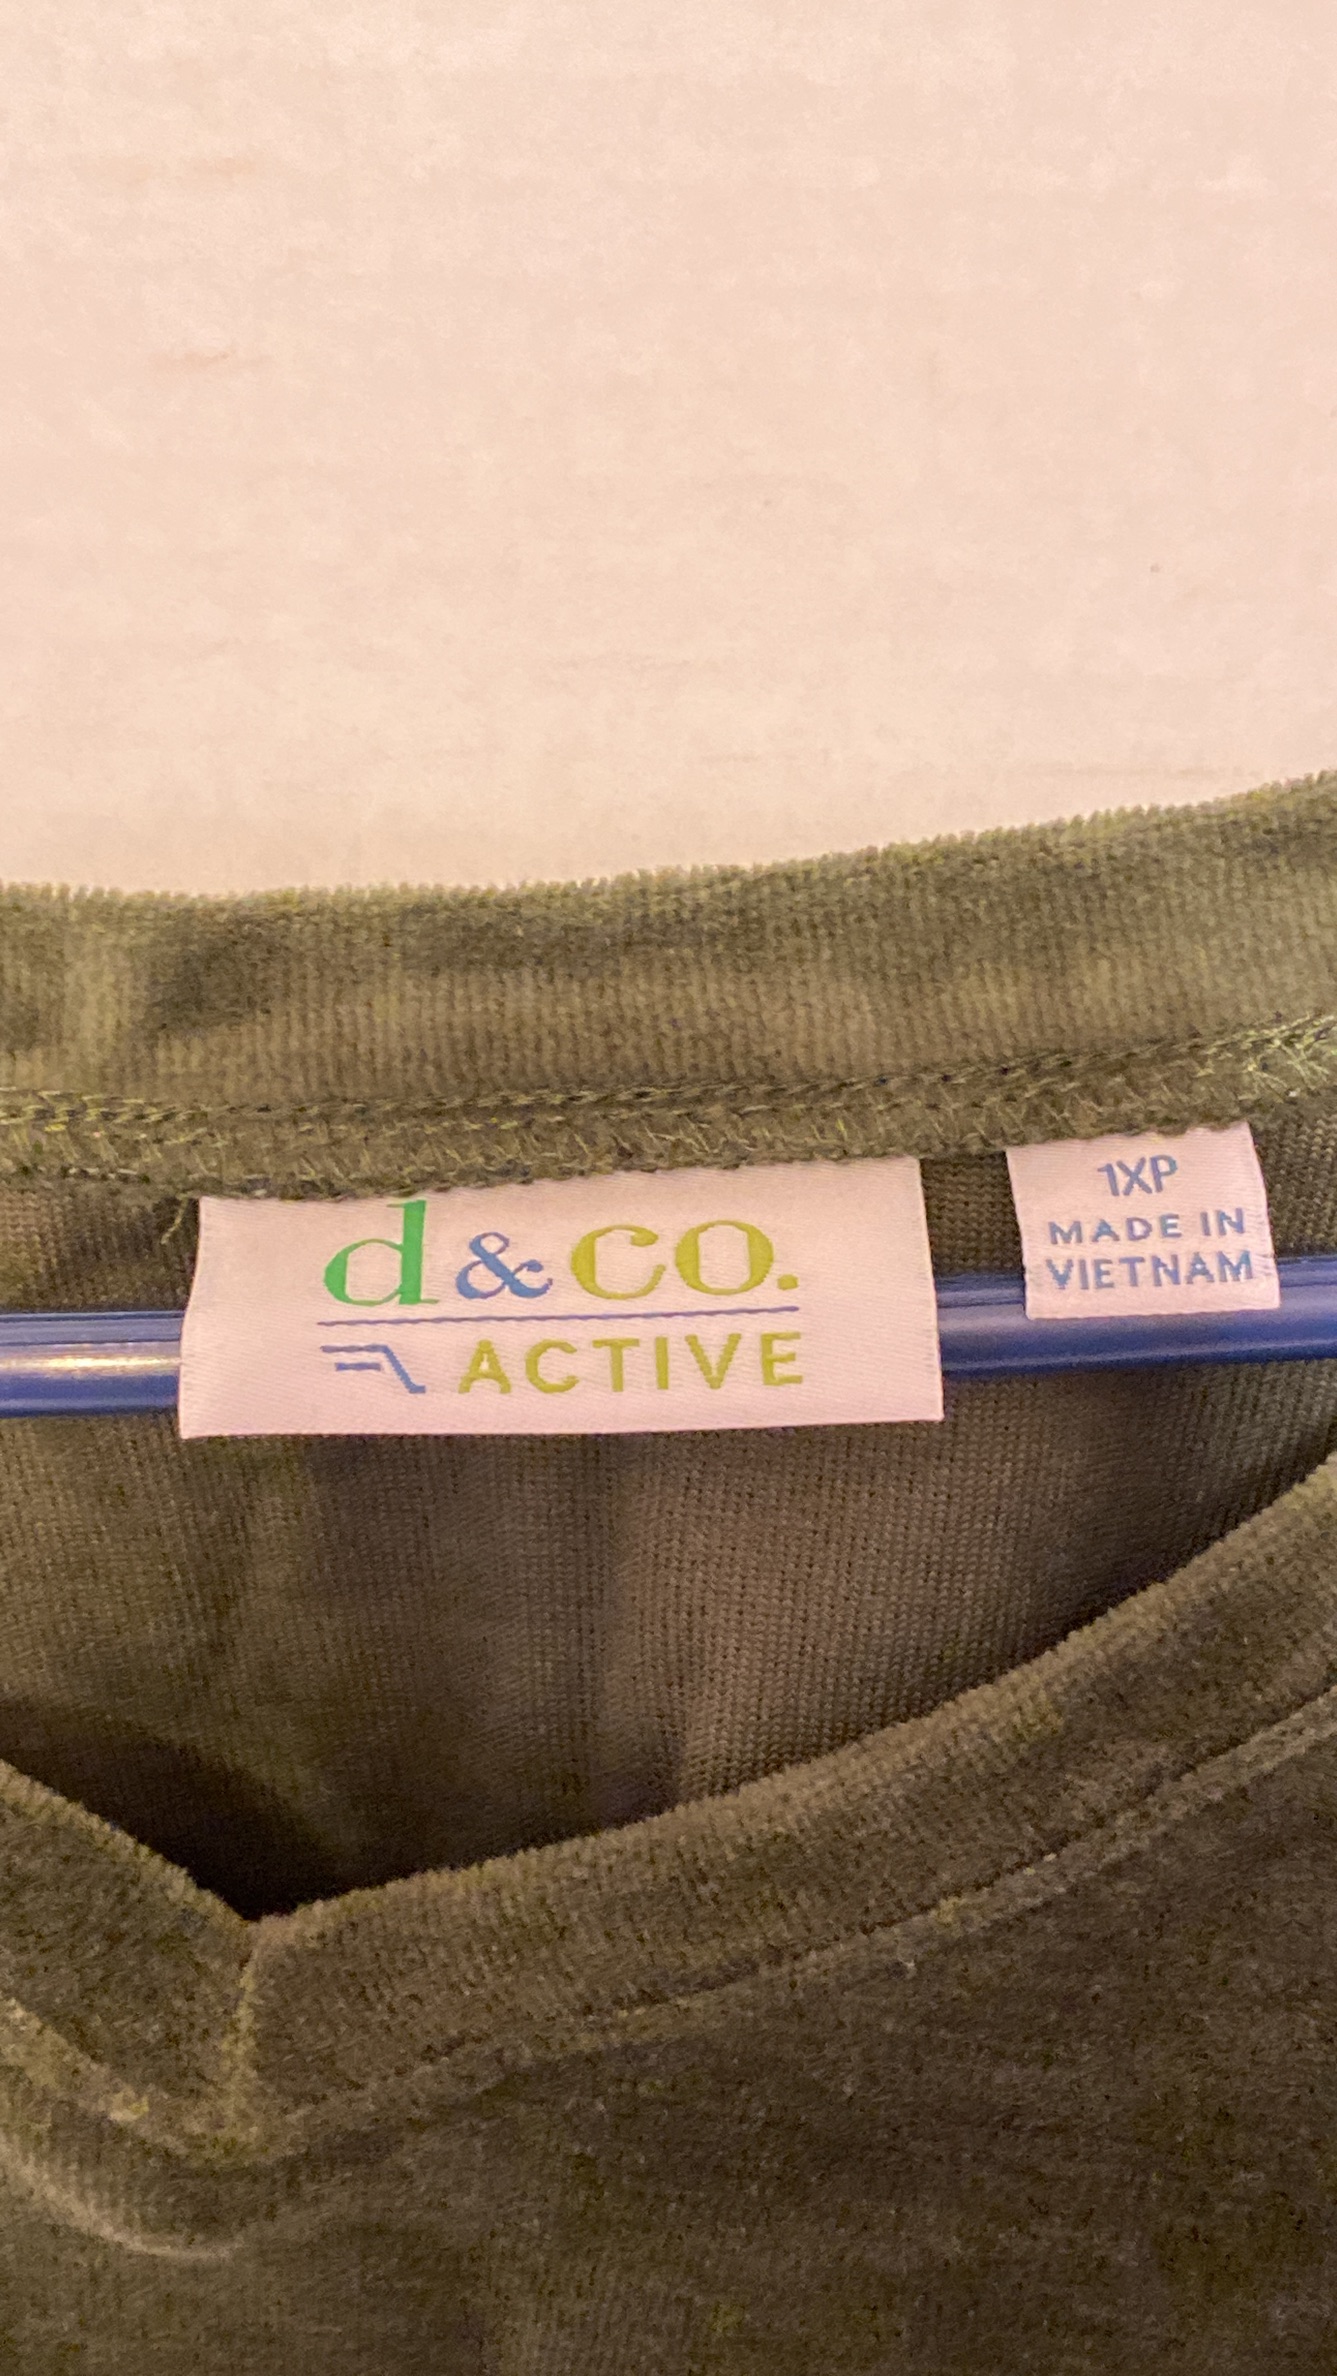 d & co.
ACTIVE
1XP
MADE IN
VIETNAM